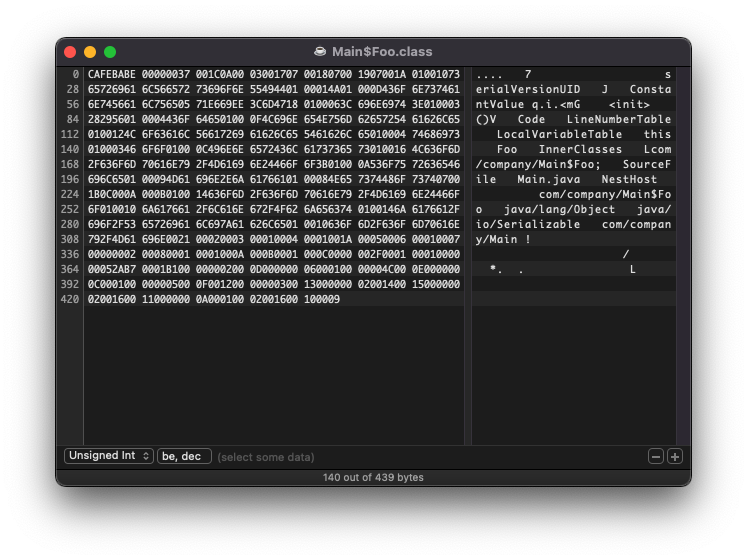 Main$Foo.class
0 CAFEBABE 00000037 001C0A00 03001707 00180700 1907001A 01001073 .... 7 s
28 65726961 6C566572 73696F6E 55494401 00014A01 000D436F 6E737461 erialVersionUID J Consta
56 6E745661 6C756505 71E669EE 3C6D4718 0100063C 696E6974 3E010003 ntValue q.i.<mG <init>
84 28295601 0004436F 64650100 0F4C696E 654E756D 62657254 61626C65 ()V Code LineNumberTable
112 0100124C 6F63616C 56617269 61626C65 5461626C 65010004 74686973 LocalVariableTable this
140 01000346 6F6F0100 0C496E6E 6572436C 61737365 73010016 4C636F6D Foo InnerClasses Lcom
168 2F636F6D 70616E79 2F4D6169 6E24466F 6F3B0100 0A536F75 72636546 /company/Main$Foo; SourceF
196 696C6501 00094D61 696E2E6A 61766101 00084E65 7374486F 73740700 ile Main.java NestHost
224 1B0C000A 000B0100 14636F6D 2F636F6D 70616E79 2F4D6169 6E24466F com/company/Main$Fo
252 6F010010 6A617661 2F6C616E 672F4F62 6A656374 0100146A 6176612F o java/lang/Object java/
280 696F2F53 65726961 6C697A61 626C6501 0010636F 6D2F636F 6D70616E io/Serializable com/compan
308 792F4D61 696E0021 00020003 00010004 0001001A 00050006 00010007 y/Main !
336 00000002 00080001 0001000A 000B0001 000C0000 002F0001 00010000 /
364 00052AB7 0001B100 00000200 0D000000 06000100 00004C00 0E000000 *. . L
392 0C000100 00000500 0F001200 00000300 13000000 02001400 15000000
420 02001600 11000000 0A000100 02001600 100009
Unsigned Int be, dec (select some data)
140 out of 439 bytes